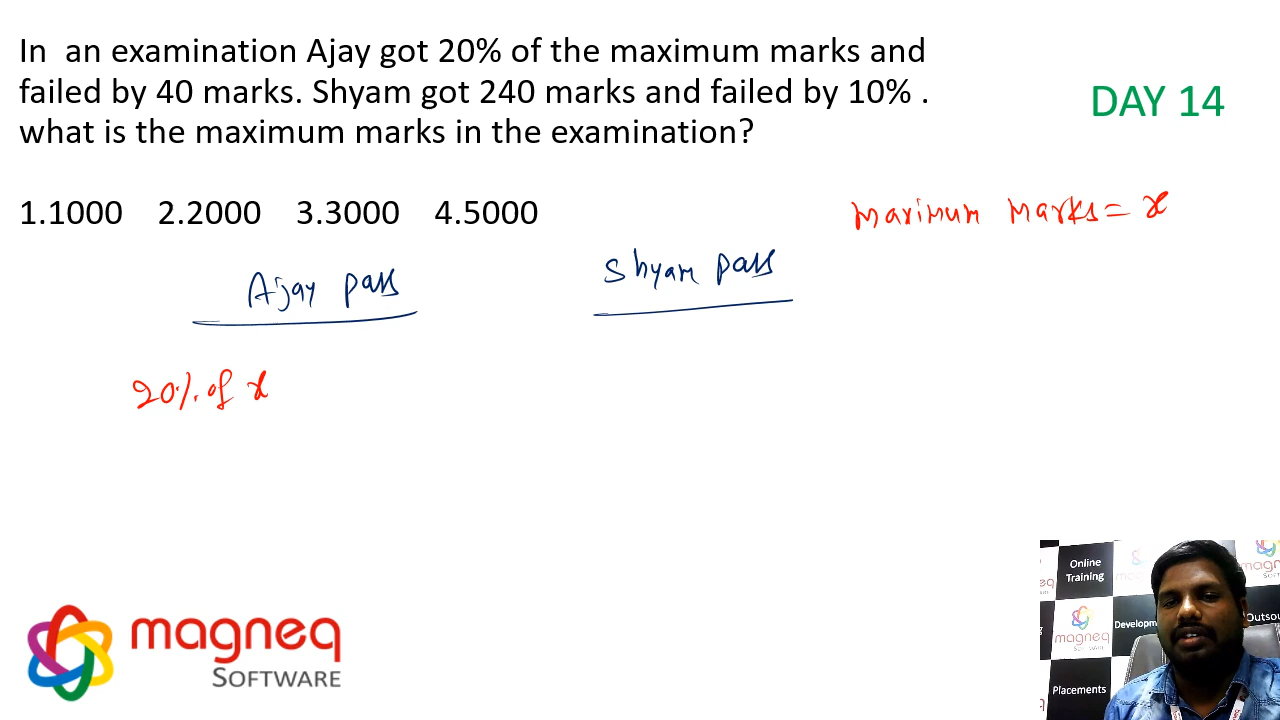 In an examination Ajay got 20% of the maximum marks and
failed by 40 marks. Shyam got 240 marks and failed by 10% .
what is the maximum marks in the examination?
DAY 14
1.1000 2.2000 3.3000 4.5000
Maximum Marks = x
Ajay pass
Shyam pass
20% of x
Online
Training
magneq
Developm
Outsou
Placements
magneq
SOFTWARE